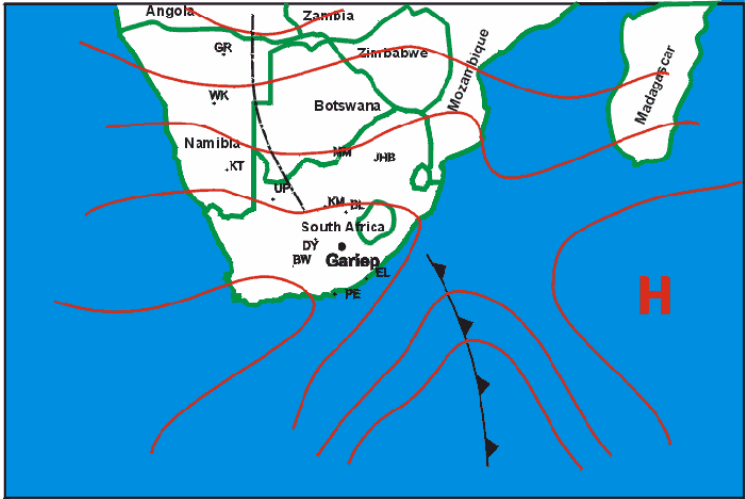 Angola
Zambia
GR
Zimbabwe
WK
Botswana
Mozambique
Madagascar
Namibia
NM
JHB
KT
UP
KM
BL
South Africa
DY
Gariep
BW
EL
PE
H